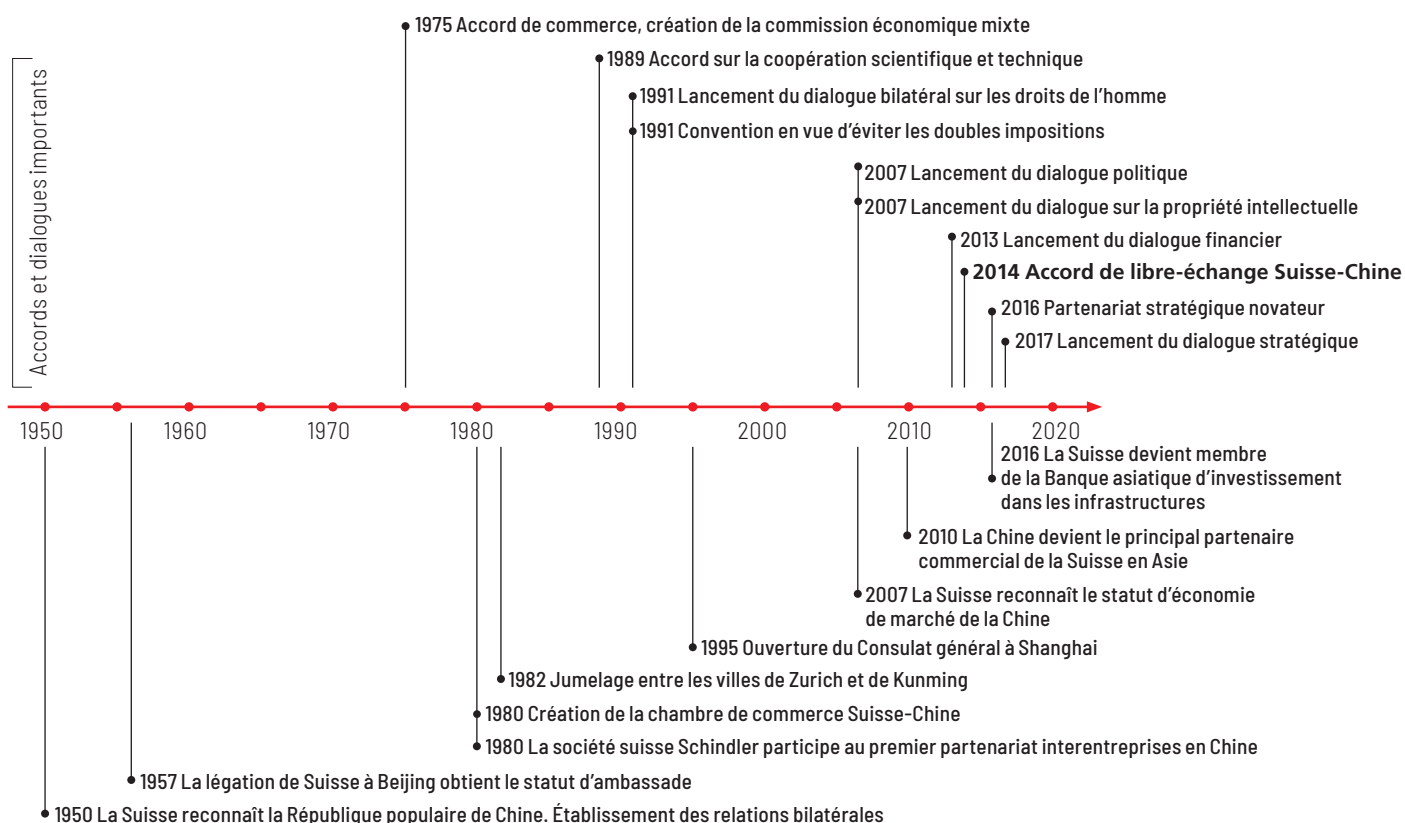 1975 Accord de commerce, création de la commission économique mixte
1989 Accord sur la coopération scientifique et technique
1991 Lancement du dialogue bilatéral sur les droits de l'homme
1991 Convention en vue d'éviter les doubles impositions
2007 Lancement du dialogue politique
2007 Lancement du dialogue sur la propriété intellectuelle
2013 Lancement du dialogue financier
2014 Accord de libre-échange Suisse-Chine
2016 Partenariat stratégique novateur
2017 Lancement du dialogue stratégique
Accords et dialogues importants
1950 1960 1970 1980 1990 2000 2010 2020
2016 La Suisse devient membre
de la Banque asiatique d'investissement
dans les infrastructures
2010 La Chine devient le principal partenaire
commercial de la Suisse en Asie
2007 La Suisse reconnaît le statut d'économie
de marché de la Chine
1995 Ouverture du Consulat général à Shanghai
1982 Jumelage entre les villes de Zurich et de Kunming
1980 Création de la chambre de commerce Suisse-Chine
1980 La société suisse Schindler participe au premier partenariat interentreprises en Chine
1957 La légation de Suisse à Beijing obtient le statut d'ambassade
1950 La Suisse reconnaît la République populaire de Chine. Établissement des relations bilatérales